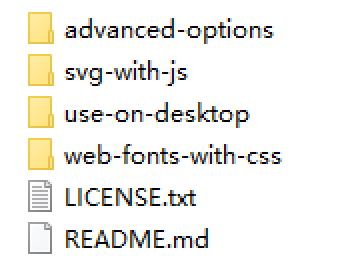 advanced-options
svg-with-js
use-on-desktop
web-fonts-with-css
LICENSE.txt
README.md